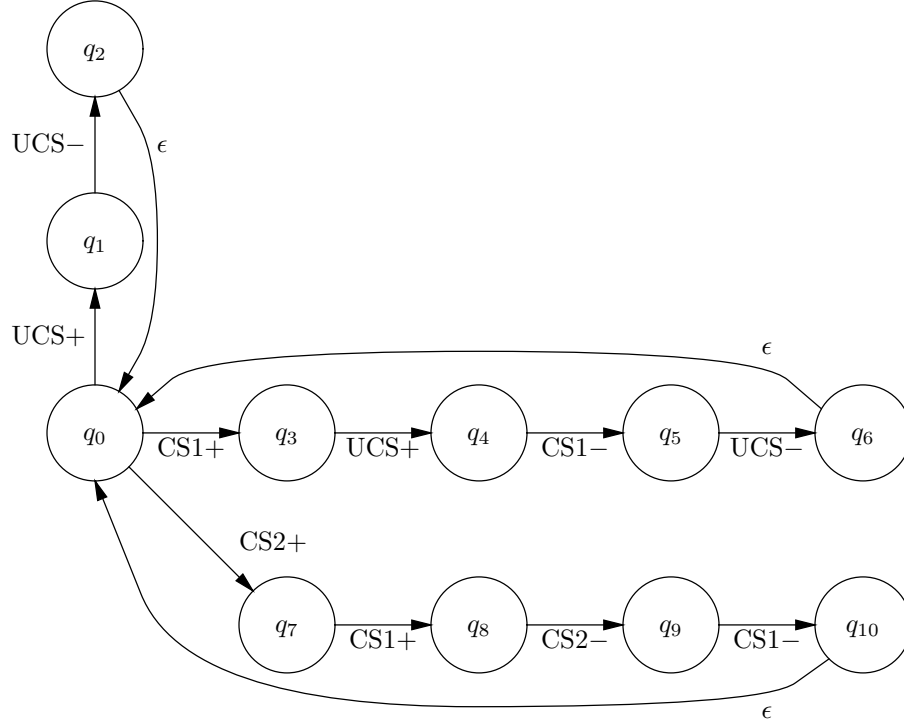 q₂
UCS−
ϵ
q₁
UCS+
ϵ
q₀
CS1+
q₃
UCS+
q₄
CS1−
q₅
UCS−
q₆
CS2+
q₇
CS1+
q₈
CS2−
q₉
CS1−
q₁₀
ϵ